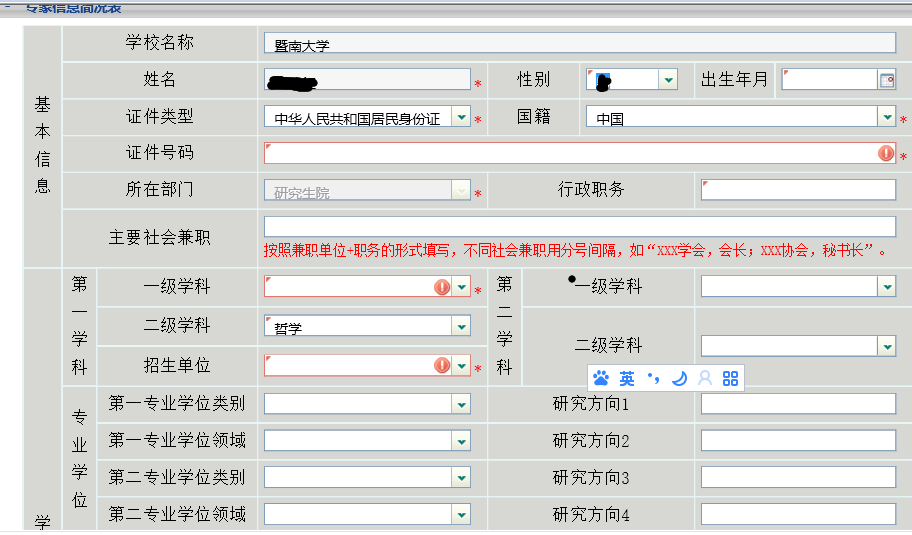 专家信息简况表
基本信息
学校名称 暨南大学
姓名 * 性别 出生年月
证件类型 中华人民共和国居民身份证 * 国籍 中国 *
证件号码 *
所在部门 研究生院 * 行政职务
主要社会兼职
按照兼职单位+职务的形式填写，不同社会兼职用分号间隔，如“XXX学会，会长；XXX协会，秘书长”。
第一学科 一级学科 * 第二学科 一级学科
二级学科 哲学 二级学科
招生单位 *
英
专业学位 第一专业学位类别 研究方向1
第一专业学位领域 研究方向2
第二专业学位类别 研究方向3
学 第二专业学位领域 研究方向4